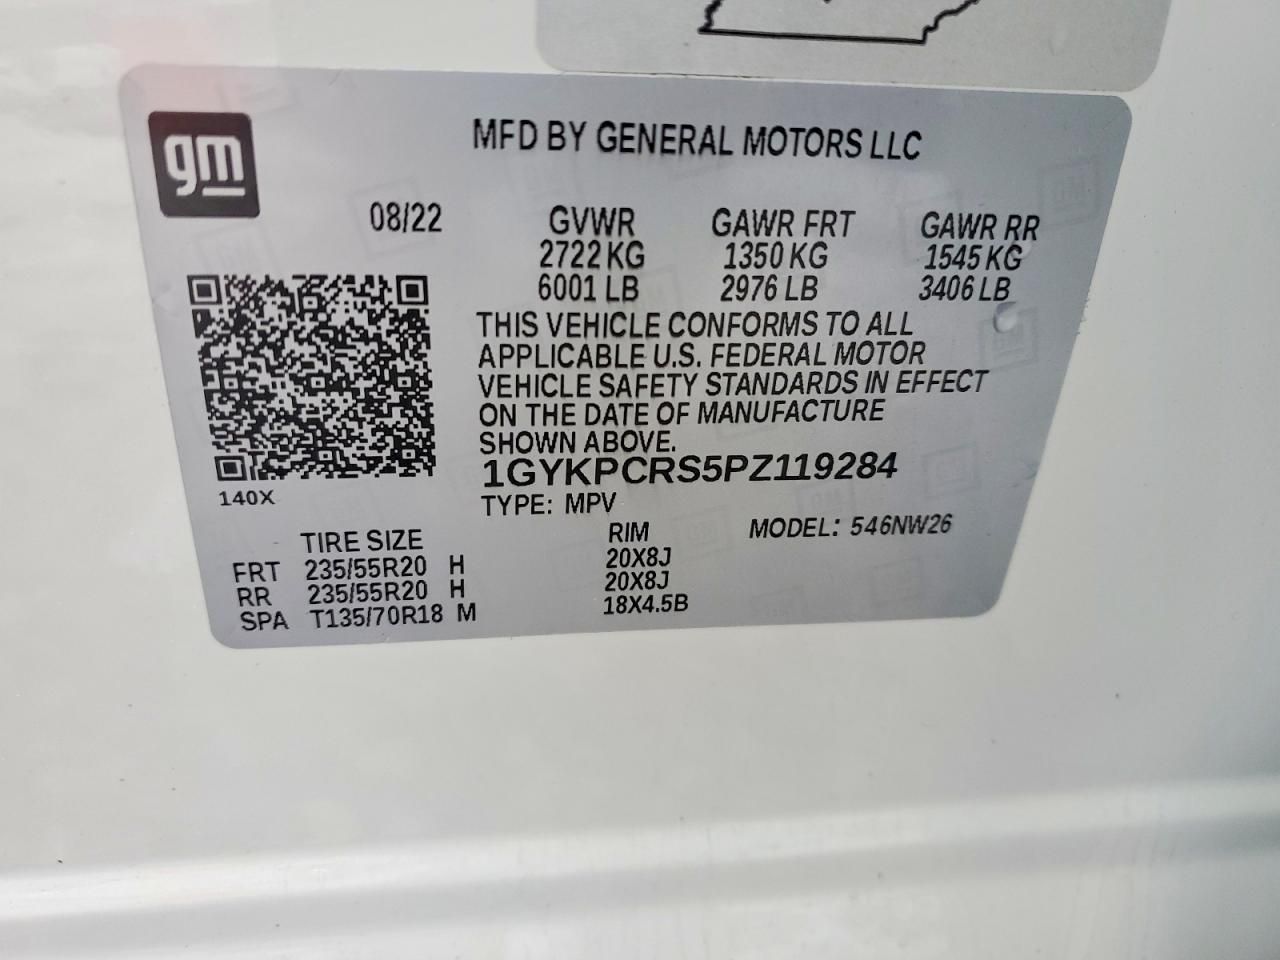 gm
MFD BY GENERAL MOTORS LLC
08/22 GVWR GAWR FRT GAWR RR
2722 KG 1350 KG 1545 KG
6001 LB 2976 LB 3406 LB
THIS VEHICLE CONFORMS TO ALL
APPLICABLE U.S. FEDERAL MOTOR
VEHICLE SAFETY STANDARDS IN EFFECT
ON THE DATE OF MANUFACTURE
SHOWN ABOVE.
1GYKPCRS5PZ119284
140X
TYPE: MPV
TIRE SIZE RIM MODEL: 546NW26
FRT 235/55R20 H 20X8J
RR 235/55R20 H 20X8J
SPA T135/70R18 M 18X4.5B